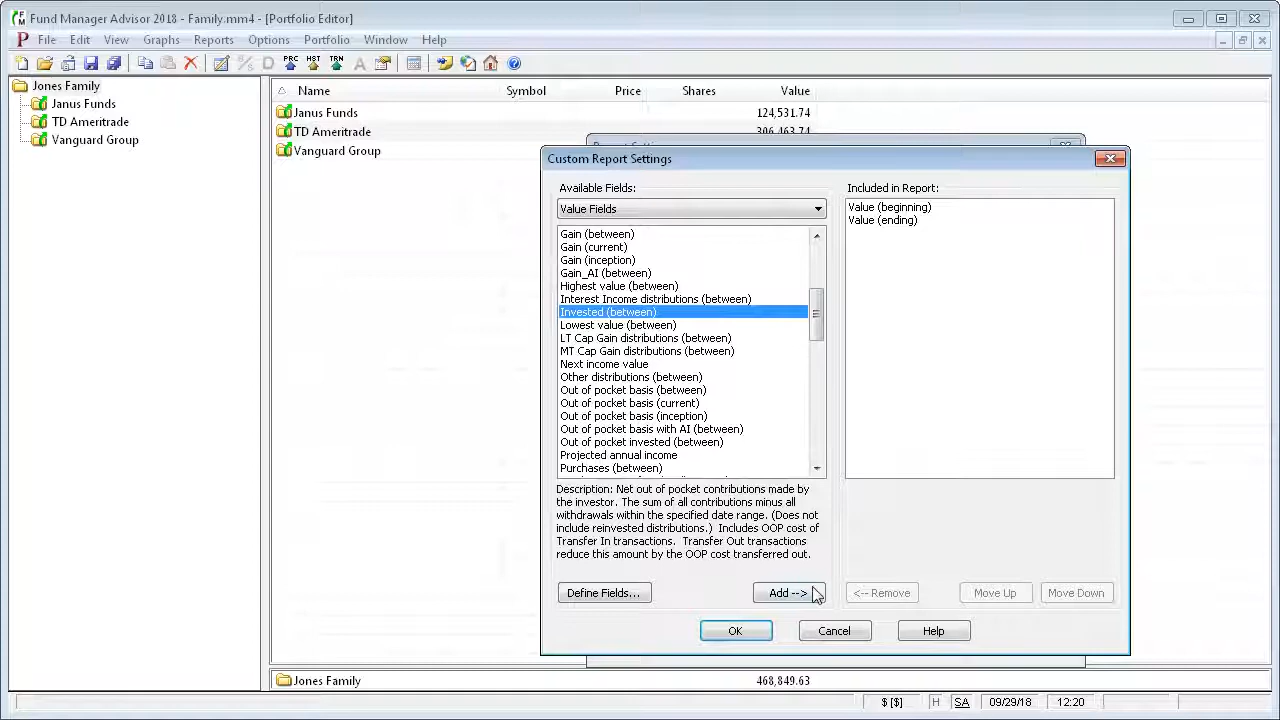 Fund Manager Advisor 2018 - Family.mm4 - [Portfolio Editor]
File Edit View Graphs Reports Options Portfolio Window Help
PRC HST TRN
Jones Family
Janus Funds
TD Ameritrade
Vanguard Group
Name Symbol Price Shares Value
Janus Funds 124,531.74
TD Ameritrade 306,463.74
Vanguard Group
Custom Report Settings
Available Fields:
Value Fields
Gain (between)
Gain (current)
Gain (inception)
Gain_AI (between)
Highest value (between)
Interest Income distributions (between)
Invested (between)
Lowest value (between)
LT Cap Gain distributions (between)
MT Cap Gain distributions (between)
Next income value
Other distributions (between)
Out of pocket basis (between)
Out of pocket basis (current)
Out of pocket basis (inception)
Out of pocket basis with AI (between)
Out of pocket invested (between)
Projected annual income
Purchases (between)
Description: Net out of pocket contributions made by
the investor. The sum of all contributions minus all
withdrawals within the specified date range. (Does not
include reinvested distributions.) Includes OOP cost of
Transfer In transactions. Transfer Out transactions
reduce this amount by the OOP cost transferred out.
Define Fields...
Add -->
Included in Report:
Value (beginning)
Value (ending)
<-- Remove
Move Up
Move Down
OK
Cancel
Help
Jones Family 468,849.63
$ [$] H SA 09/29/18 12:20